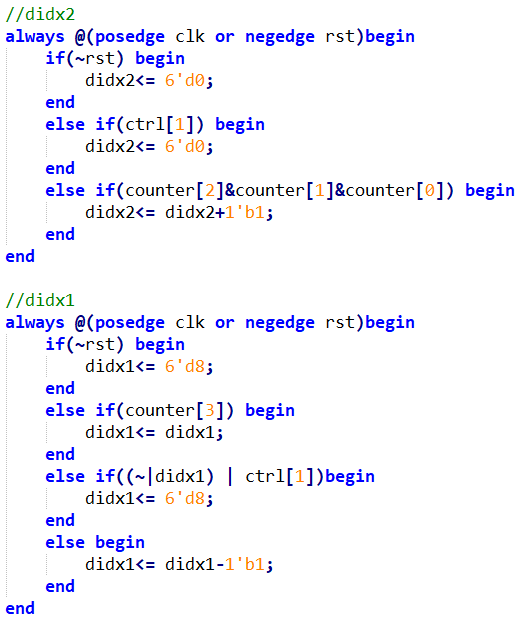 //didx2
always @(posedge clk or negedge rst)begin
    if(~rst) begin
        didx2<= 6'd0;
    end
    else if(ctrl[1]) begin
        didx2<= 6'd0;
    end
    else if(counter[2]&counter[1]&counter[0]) begin
        didx2<= didx2+1'b1;
    end
end

//didx1
always @(posedge clk or negedge rst)begin
    if(~rst) begin
        didx1<= 6'd8;
    end
    else if(counter[3]) begin
        didx1<= didx1;
    end
    else if((~|didx1) | ctrl[1])begin
        didx1<= 6'd8;
    end
    else begin
        didx1<= didx1-1'b1;
    end
end